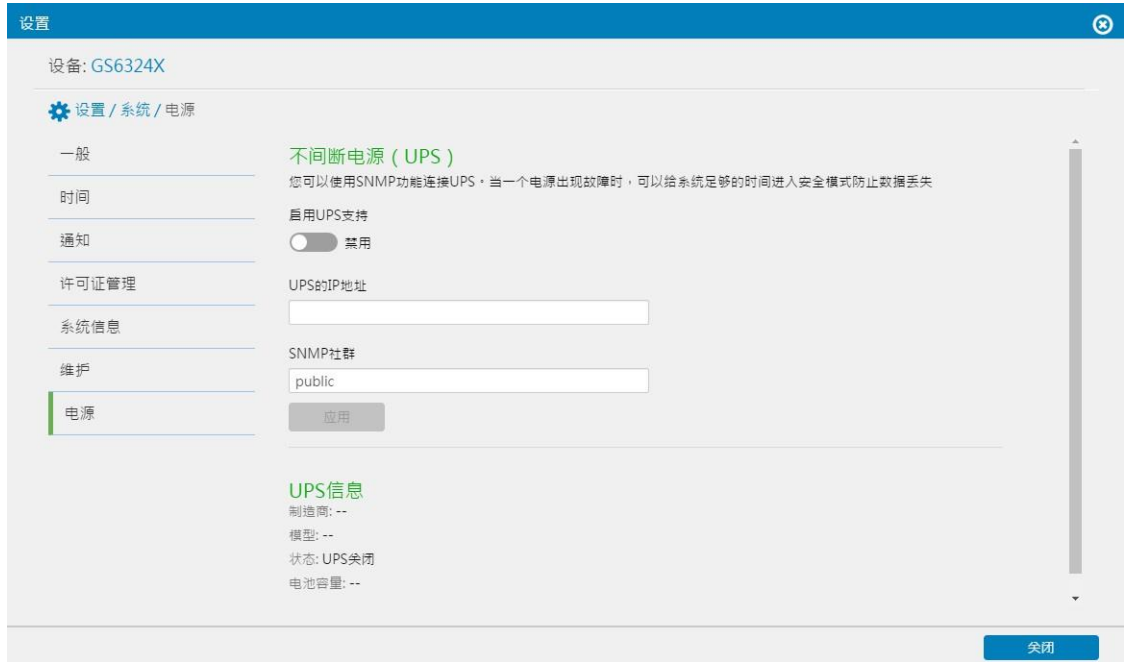 设置
设备: GS6324X
设置 / 系统 / 电源
一般
时间
通知
许可证管理
系统信息
维护
电源
不间断电源 ( UPS )
您可以使用SNMP功能连接UPS。当一个电源出现故障时，可以给系统足够的时间进入安全模式防止数据丢失
启用UPS支持
禁用
UPS的IP地址
SNMP社群
public
应用
UPS信息
制造商: --
模型: --
状态: UPS关闭
电池容量: --
关闭